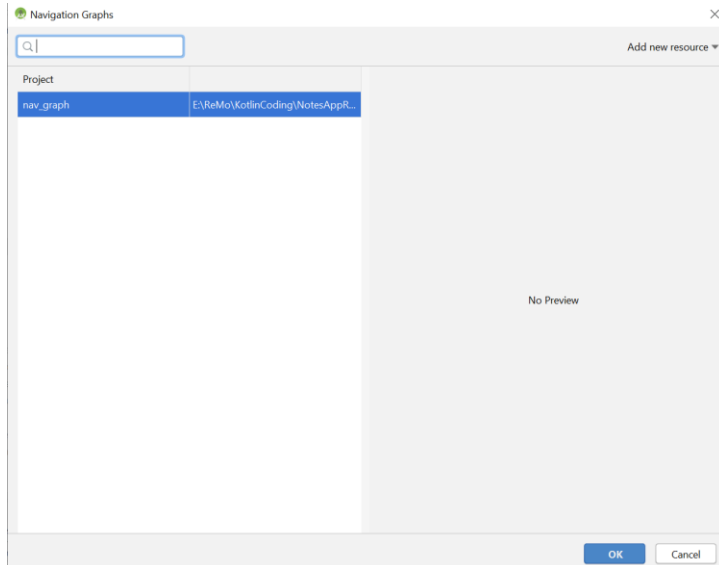 Navigation Graphs
Add new resource
Project
nav_graph E:\ReMo\KotlinCoding\NotesAppR...
No Preview
OK Cancel